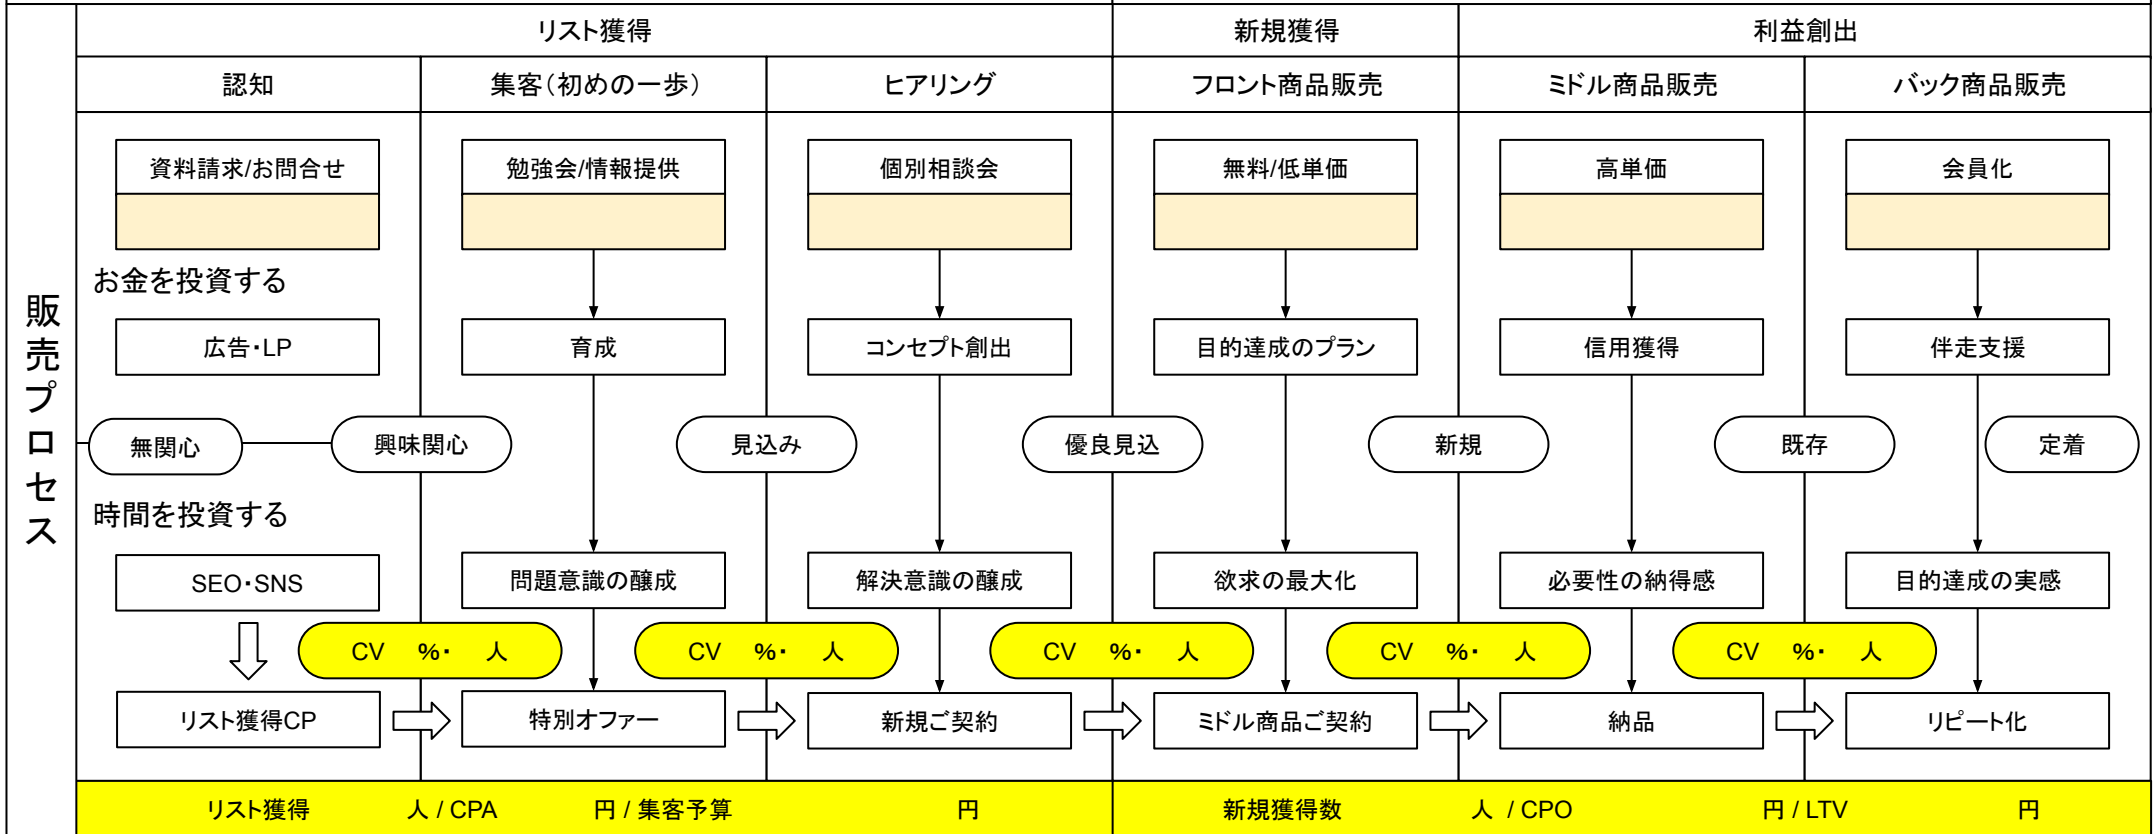 販売プロセス
リスト獲得
新規獲得
利益創出
認知
集客（初めの一歩）
ヒアリング
フロント商品販売
ミドル商品販売
バック商品販売
資料請求/お問合せ
勉強会/情報提供
個別相談会
無料/低単価
高単価
会員化
お金を投資する
広告・LP
育成
コンセプト創出
目的達成のプラン
信用獲得
伴走支援
無関心
興味関心
見込み
優良見込
新規
既存
定着
時間を投資する
SEO・SNS
問題意識の醸成
解決意識の醸成
欲求の最大化
必要性の納得感
目的達成の実感
CV %・ 人
CV %・ 人
CV %・ 人
CV %・ 人
CV %・ 人
リスト獲得CP
特別オファー
新規ご契約
ミドル商品ご契約
納品
リピート化
リスト獲得 人 / CPA 円 / 集客予算 円
新規獲得数 人 / CPO 円 / LTV 円